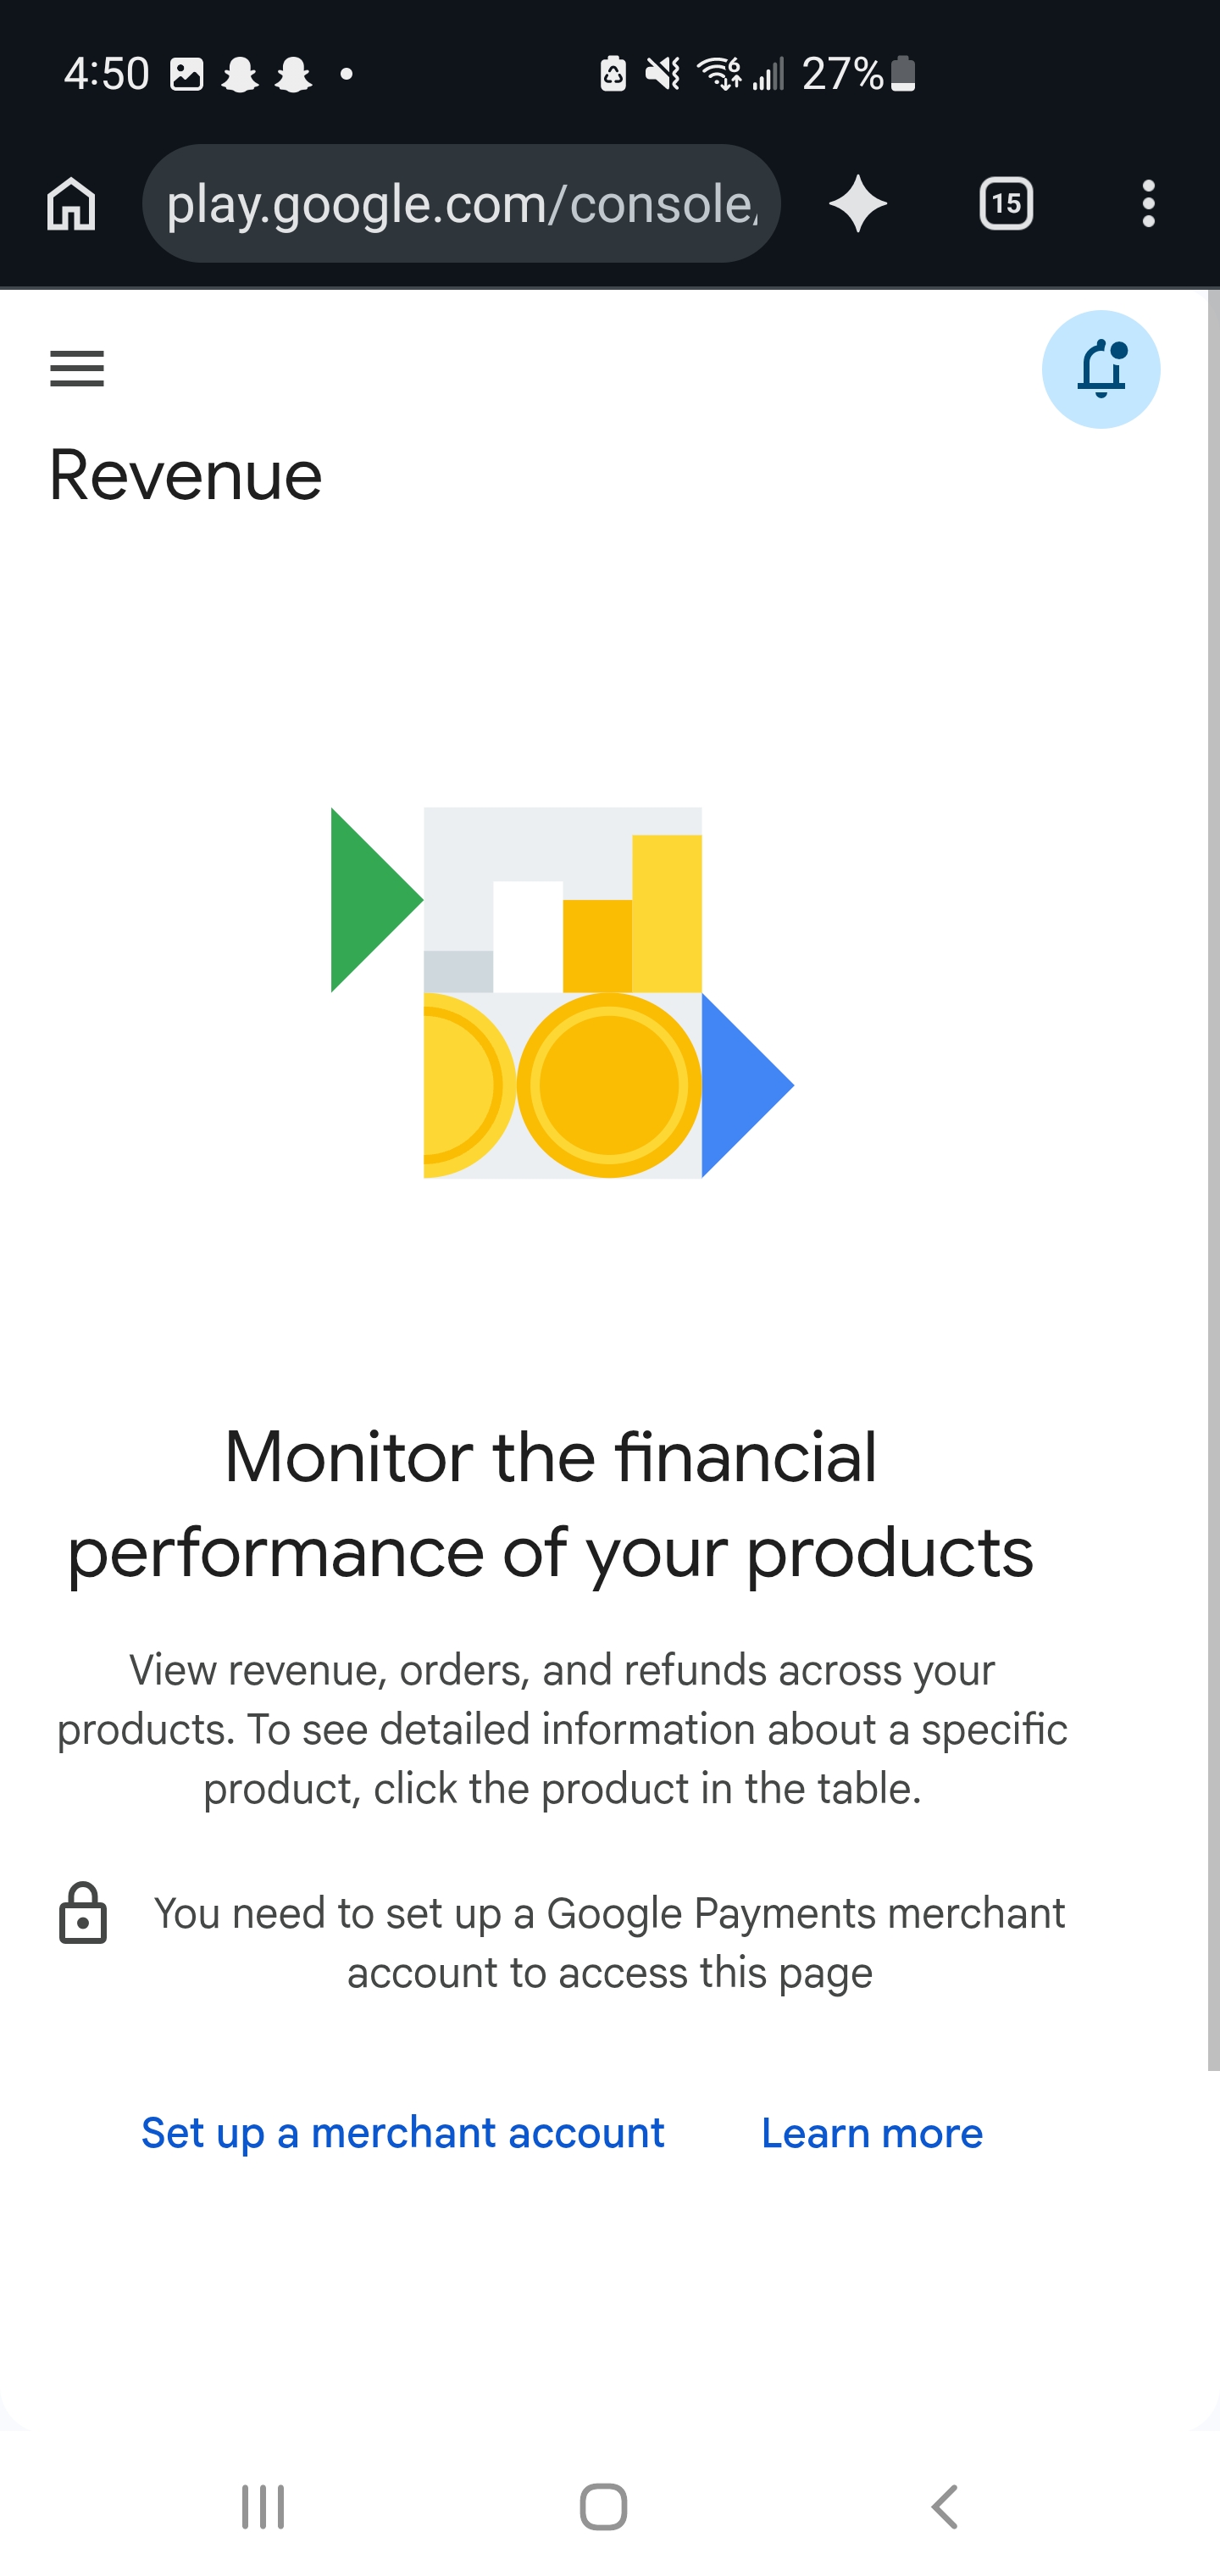 4:50
27%
play.google.com/console/
15
Revenue
Monitor the financial
performance of your products
View revenue, orders, and refunds across your
products. To see detailed information about a specific
product, click the product in the table.
You need to set up a Google Payments merchant
account to access this page
Set up a merchant account
Learn more